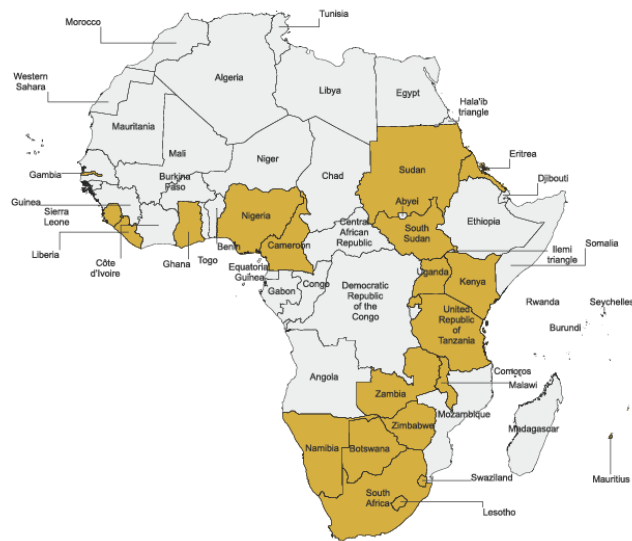 Morocco
Tunisia
Algeria
Libya
Egypt
Western
Sahara
Hala'ib
triangle
Mauritania
Mali
Niger
Chad
Sudan
Eritrea
Gambia
Burkina
Faso
Djibouti
Guinea
Sierra
Leone
Nigeria
Abyei
Ethiopia
South
Sudan
Central
African
Republic
Liberia
Côte
d'Ivoire
Ghana
Togo
Benin
Cameroon
Ilemi
triangle
Somalia
Equatorial
Guinea
Gabon
Congo
Democratic
Republic
of the
Congo
Uganda
Kenya
Rwanda
Seychelles
United
Republic
of
Tanzania
Burundi
Angola
Zambia
Comoros
Malawi
Mozambique
Madagascar
Zimbabwe
Namibia
Botswana
Swaziland
Mauritius
South
Africa
Lesotho